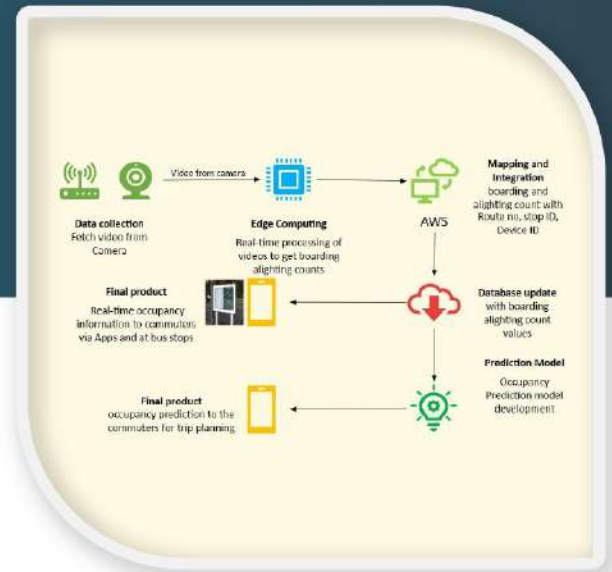 Video from camera
Data collection
Fetch video from
Camera
Edge Computing
Real-time processing of
videos to get boarding
alighting counts
AWS
Mapping and
Integration
boarding and
alighting count with
Route no, stop ID,
Device ID
Final product
Real-time occupancy
information to commuters
via Apps and at bus stops
Database update
with boarding
alighting count
values
Prediction Model
Occupancy
Prediction model
development
Final product
occupancy prediction to the
commuters for trip planning